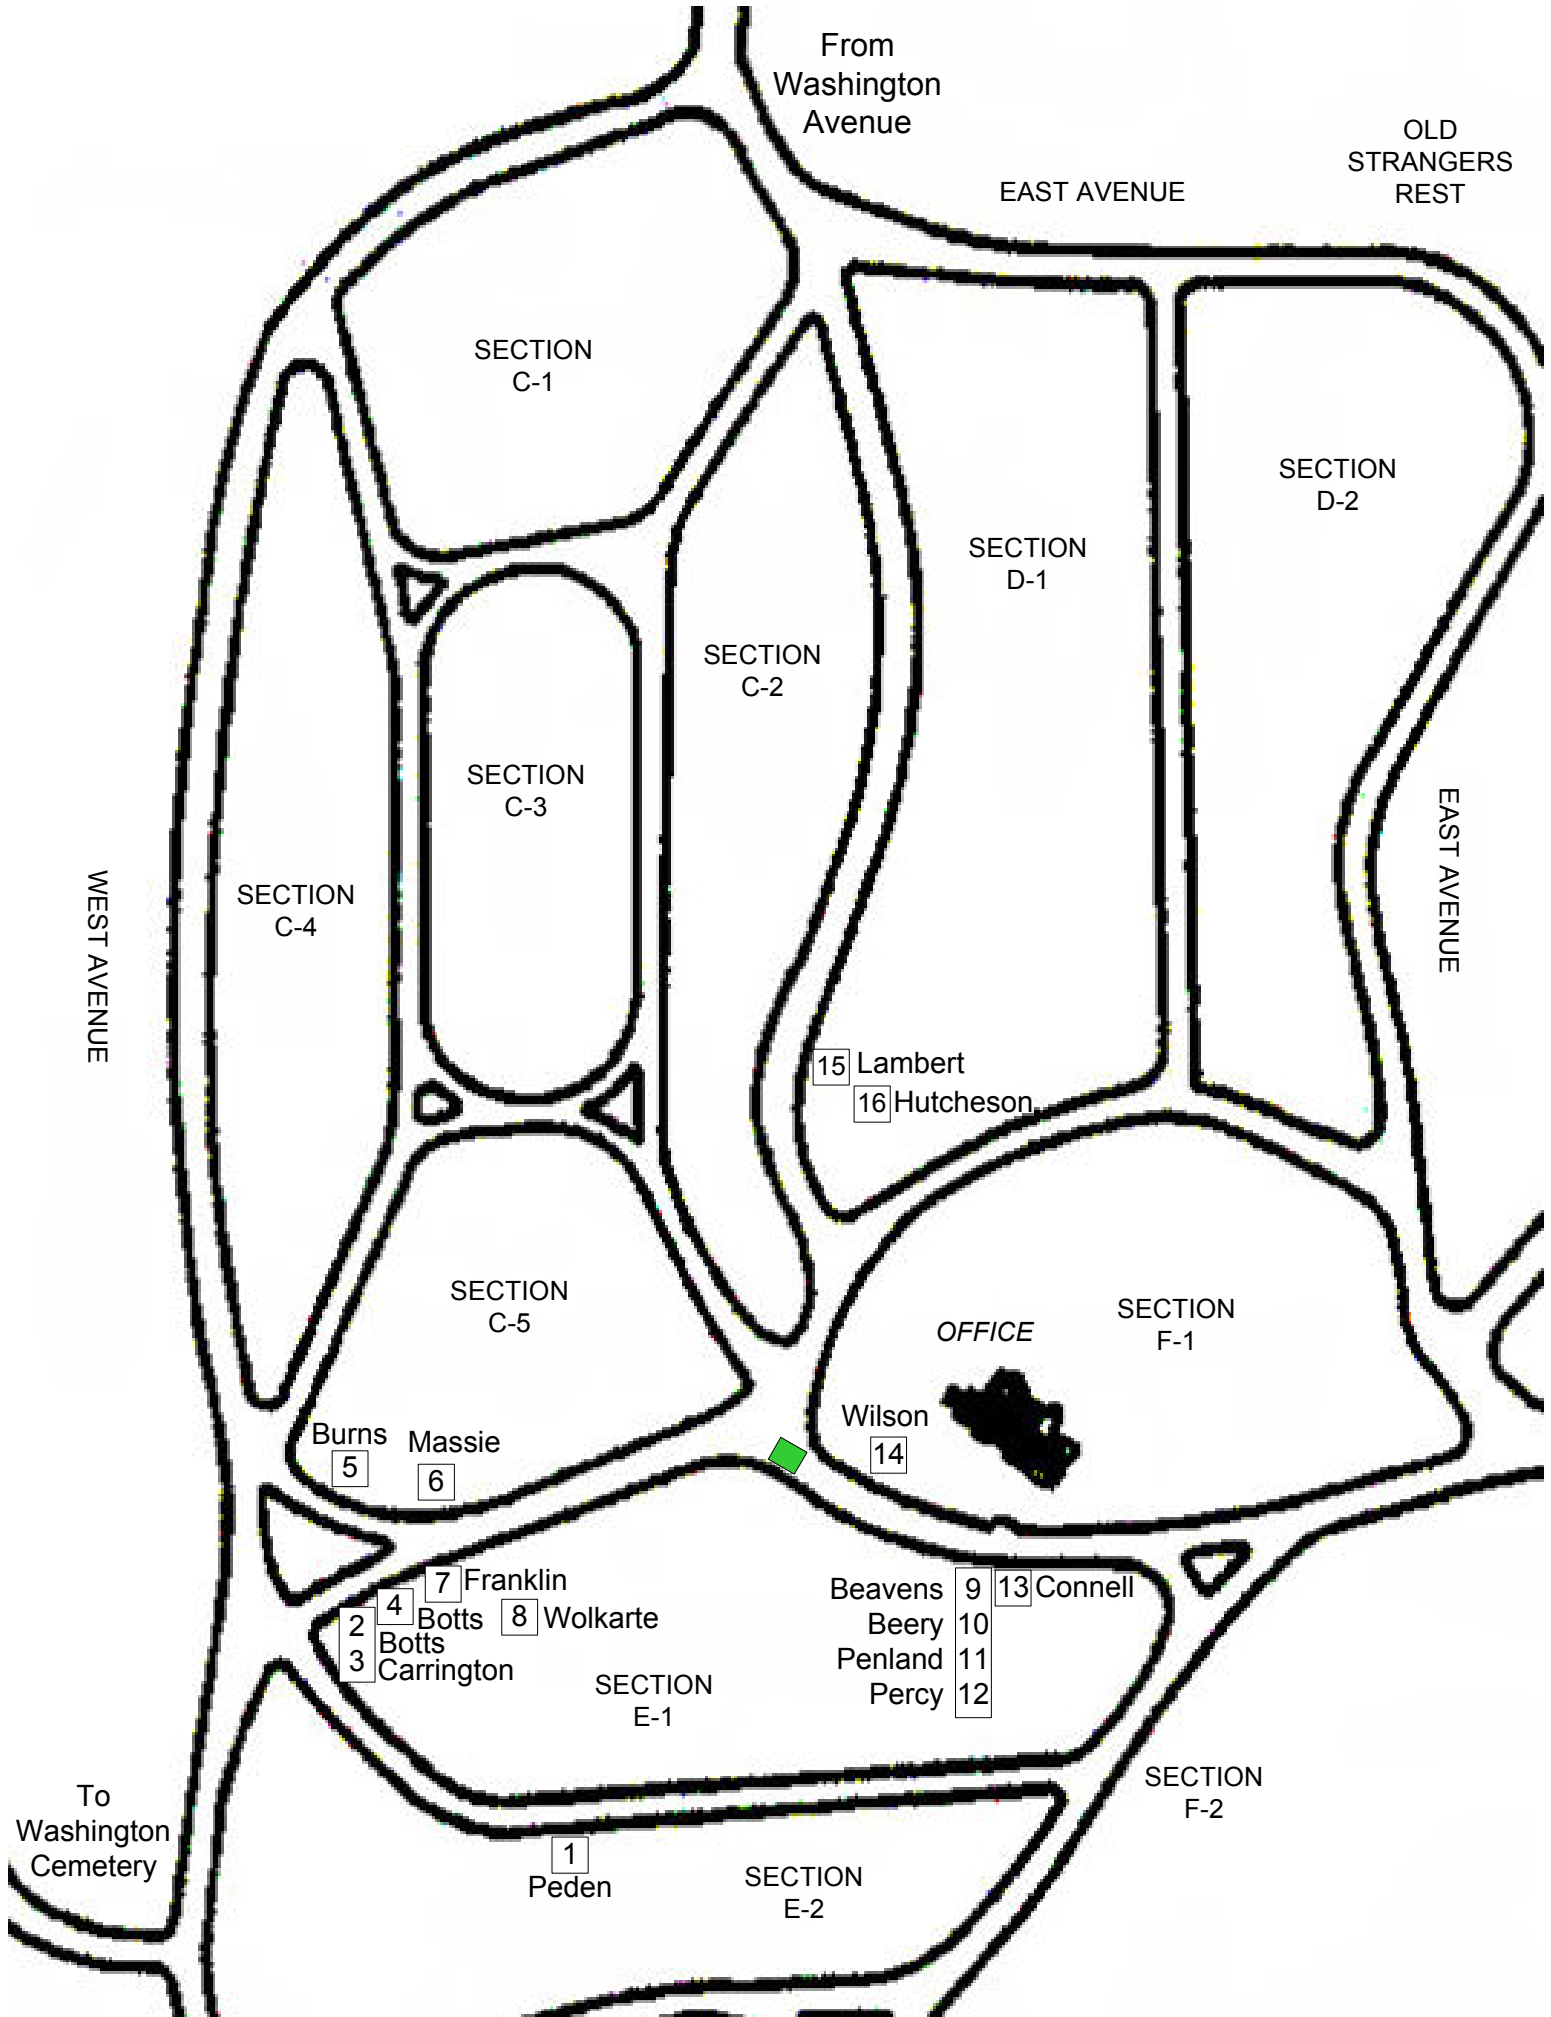 From
Washington
Avenue
OLD
STRANGERS
REST
EAST AVENUE
SECTION
C-1
SECTION
D-2
SECTION
D-1
SECTION
C-2
SECTION
C-3
EAST AVENUE
WEST AVENUE
SECTION
C-4
15 Lambert
16 Hutcheson
SECTION
C-5
SECTION
F-1
OFFICE
Wilson
14
Burns
5
Massie
6
7 Franklin
4 Botts
8 Wolkarte
2 Botts
3 Carrington
Beavens 9
13 Connell
Beery 10
Penland 11
Percy 12
SECTION
E-1
SECTION
F-2
To
Washington
Cemetery
1
Peden
SECTION
E-2